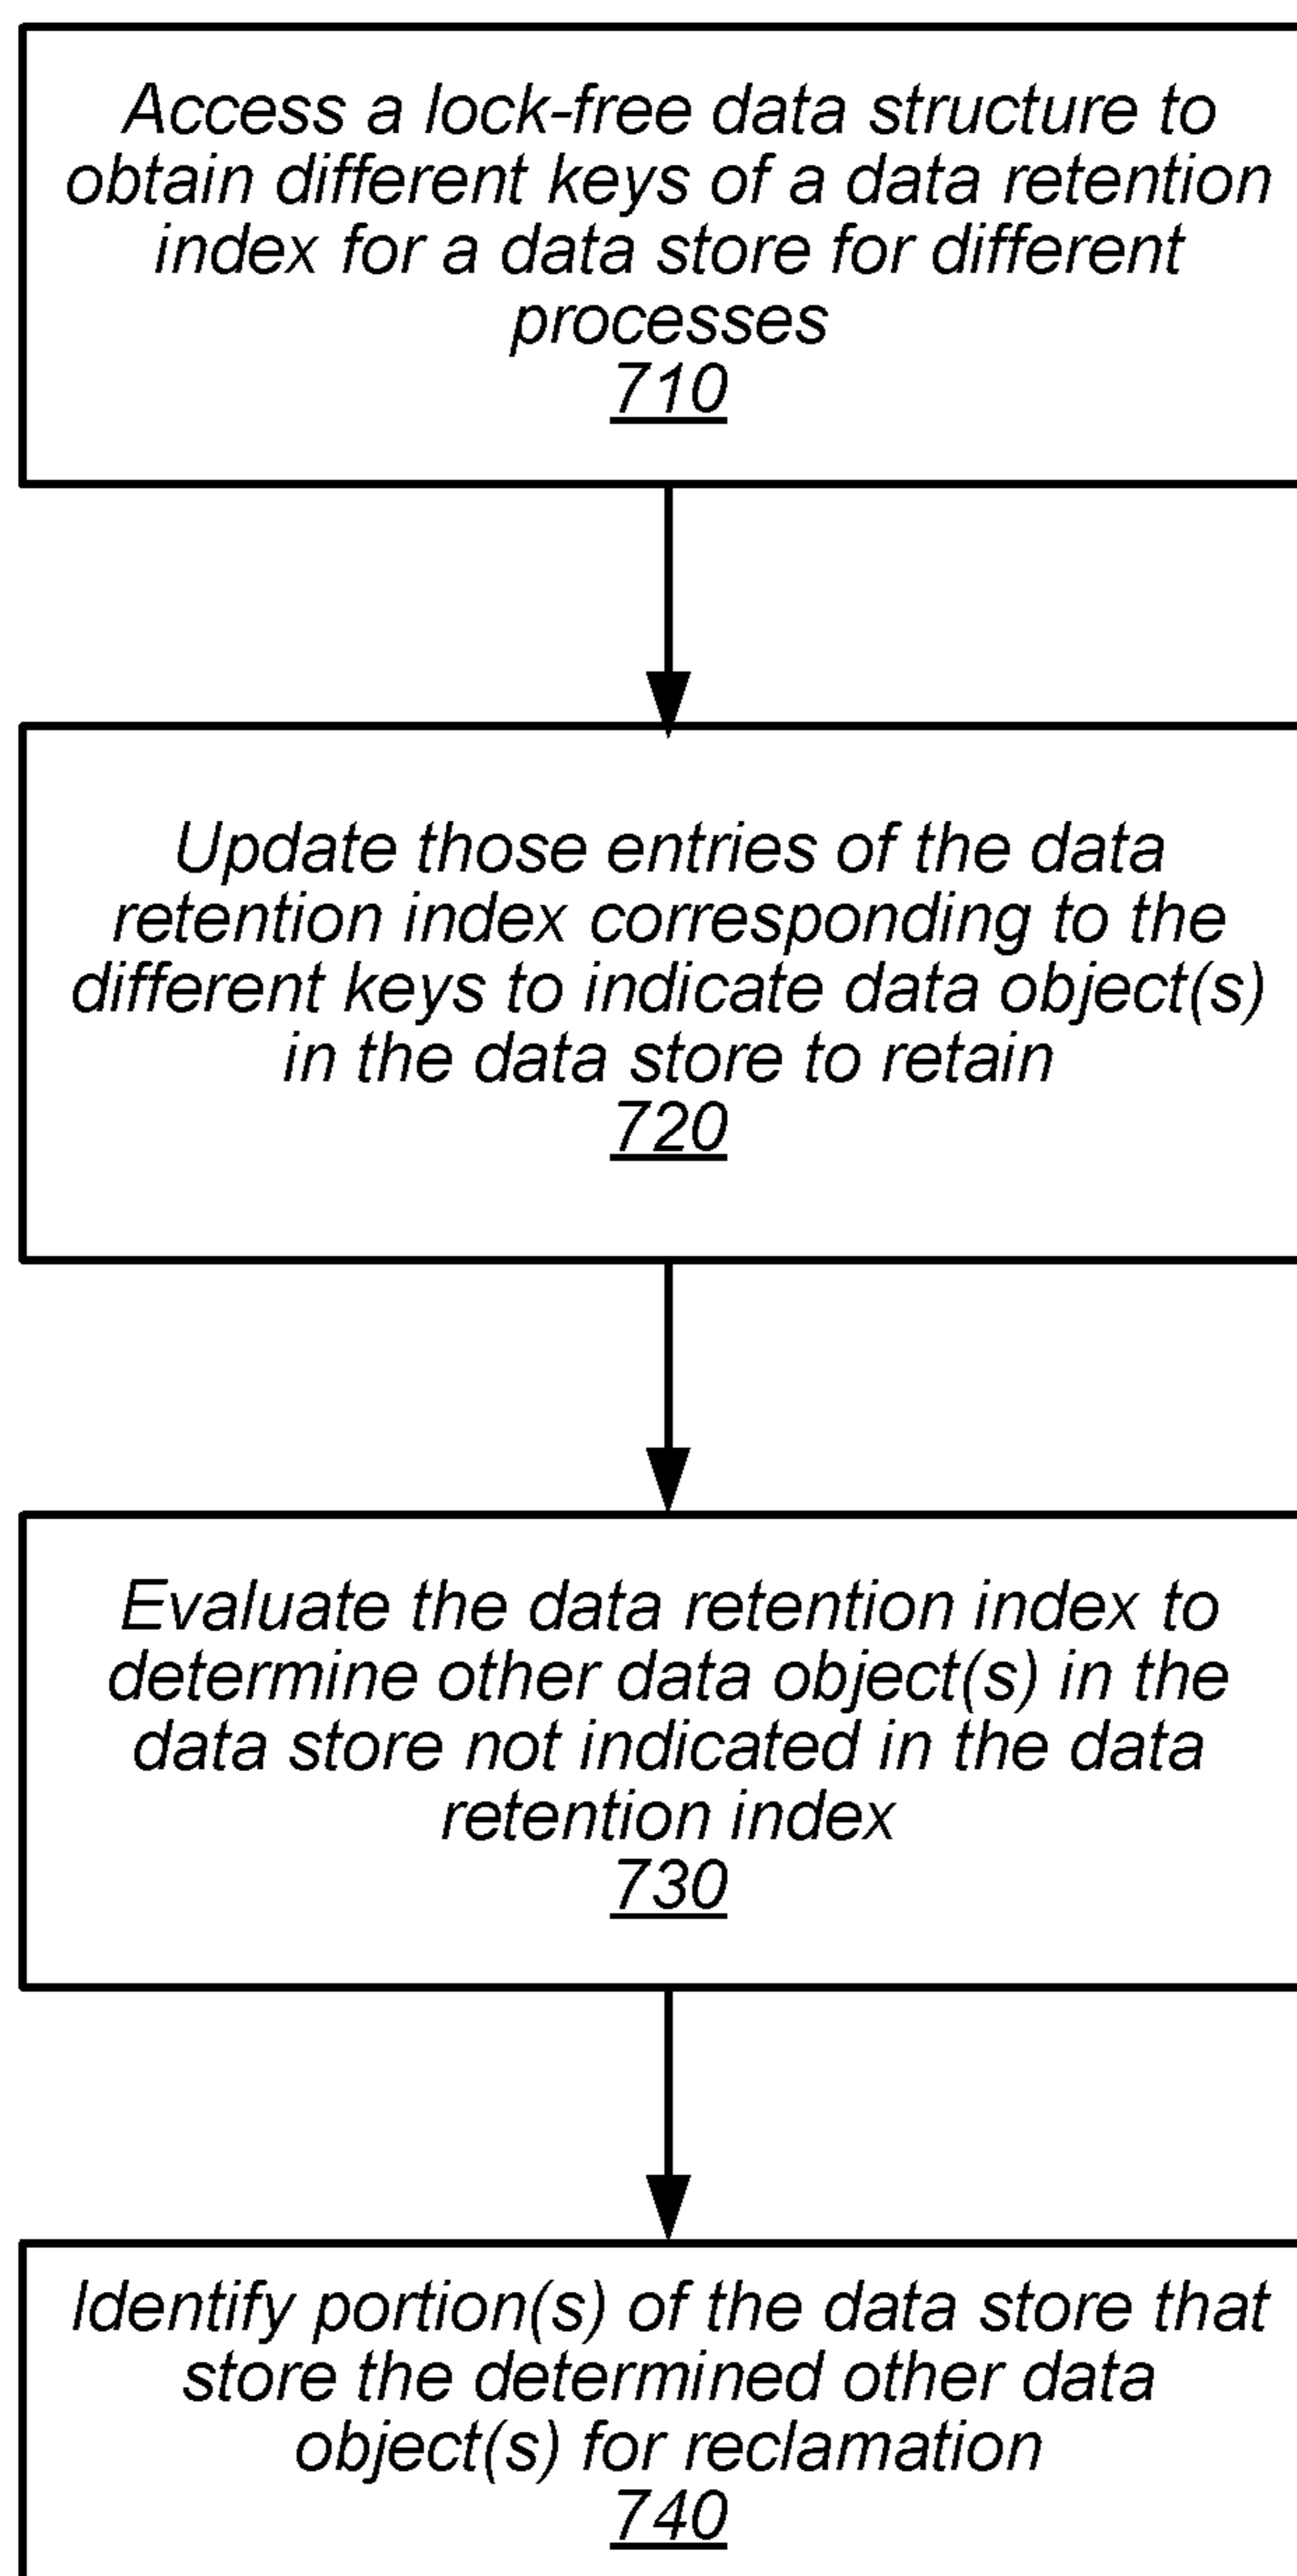 Access a lock-free data structure to
obtain different keys of a data retention
index for a data store for different
processes
710
Update those entries of the data
retention index corresponding to the
different keys to indicate data object(s)
in the data store to retain
720
Evaluate the data retention index to
determine other data object(s) in the
data store not indicated in the data
retention index
730
Identify portion(s) of the data store that
store the determined other data
object(s) for reclamation
740